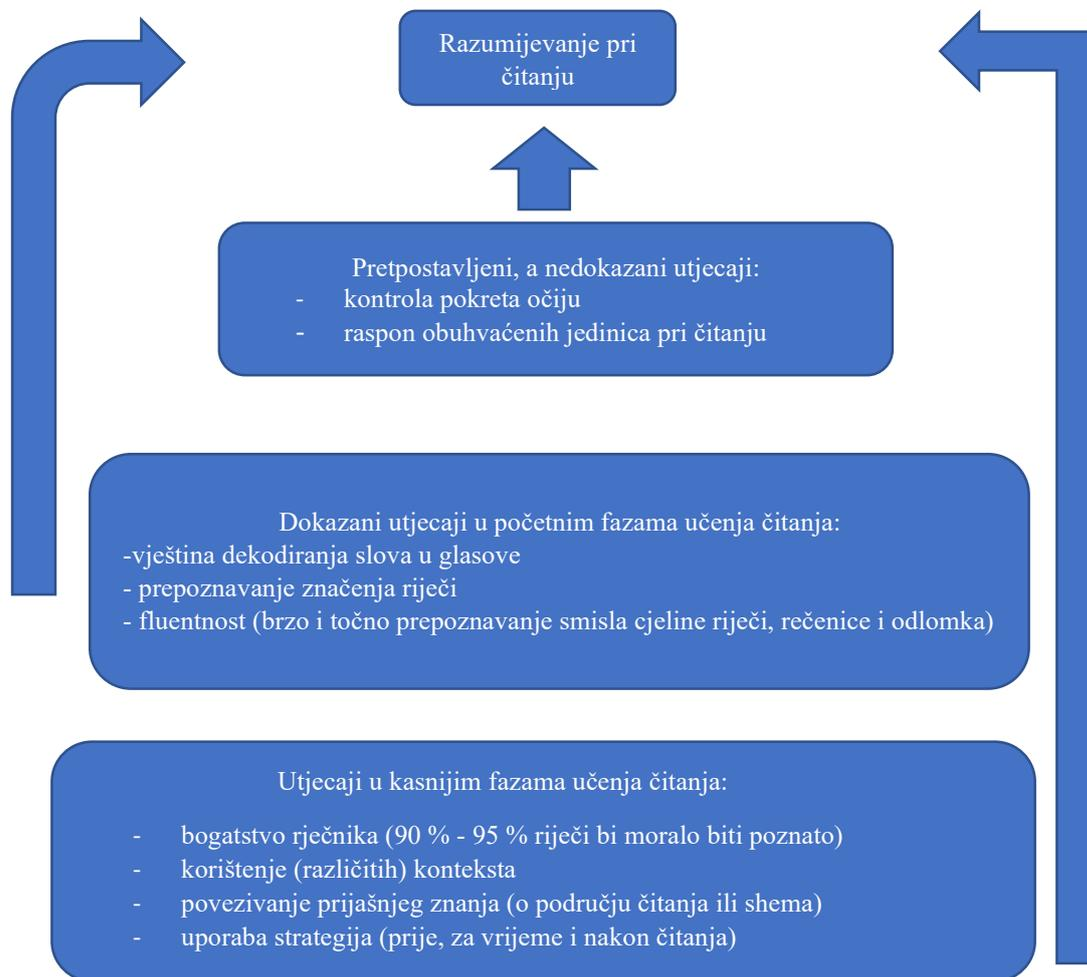 Razumijevanje pri
čitanju
Pretpostavljeni, a nedokazani utjecaji:
- kontrola pokreta očiju
- raspon obuhvaćenih jedinica pri čitanju
Dokazani utjecaji u početnim fazama učenja čitanja:
-vještina dekodiranja slova u glasove
- prepoznavanje značenja riječi
- fluentnost (brzo i točno prepoznavanje smisla cjeline riječi, rečenice i odlomka)
Utjecaji u kasnijim fazama učenja čitanja:
- bogatstvo rječnika (90 % - 95 % riječi bi moralo biti poznato)
- korištenje (različitih) konteksta
- povezivanje prijašnjeg znanja (o području čitanja ili shema)
- uporaba strategija (prije, za vrijeme i nakon čitanja)